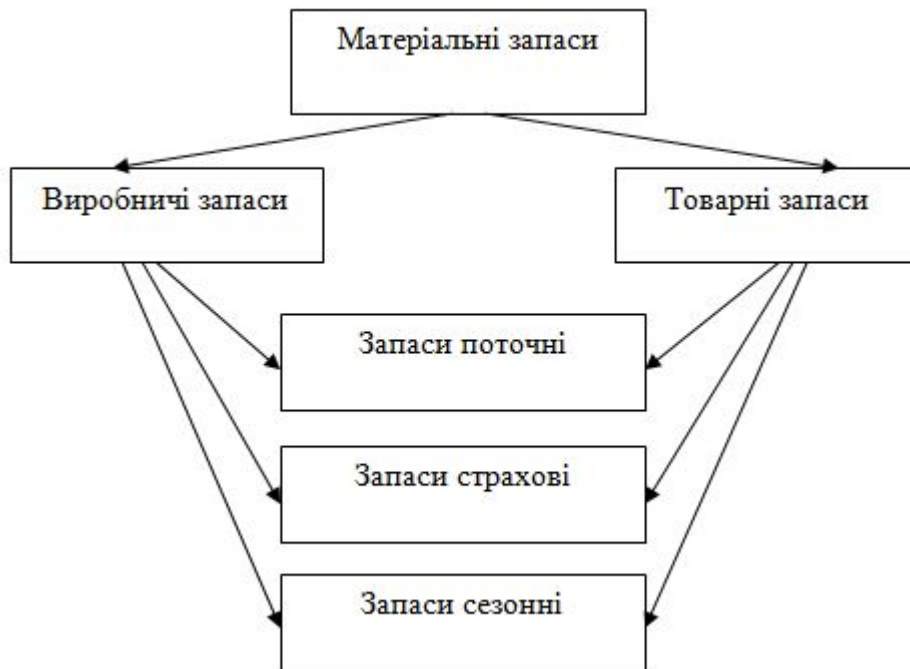 Матеріальні запаси
Виробничі запаси
Товарні запаси
Запаси поточні
Запаси страхові
Запаси сезонні